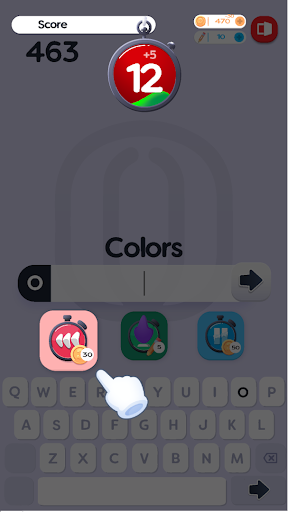 Score
463
+5
12
470
10
Colors
O
30
5
50
Q W E R Y U I O P
A S D F G H J K L
Z X C V B N M